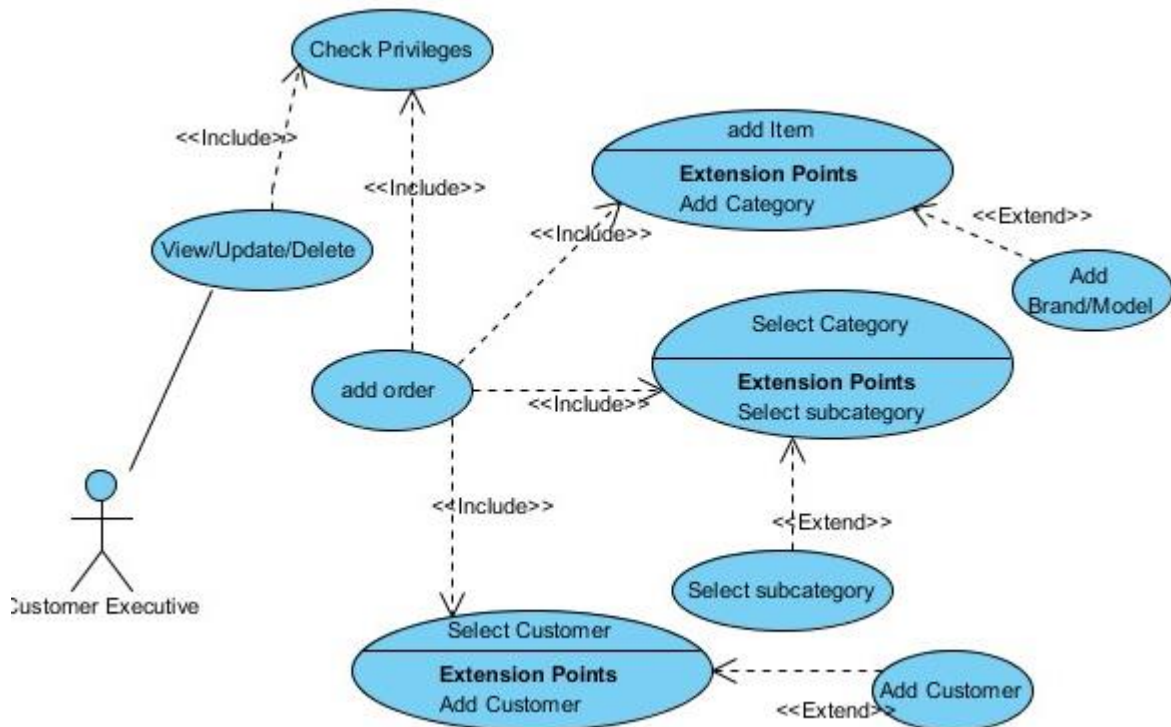 Check Privileges
<<Include>>
<<Include>>
add Item
Extension Points
Add Category
<<Extend>>
<<Include>>
View/Update/Delete
Add
Brand/Model
Select Category
Extension Points
Select subcategory
add order
<<Include>>
<<Include>>
<<Extend>>
Customer Executive
Select subcategory
Select Customer
Extension Points
Add Customer
Add Customer
<<Extend>>